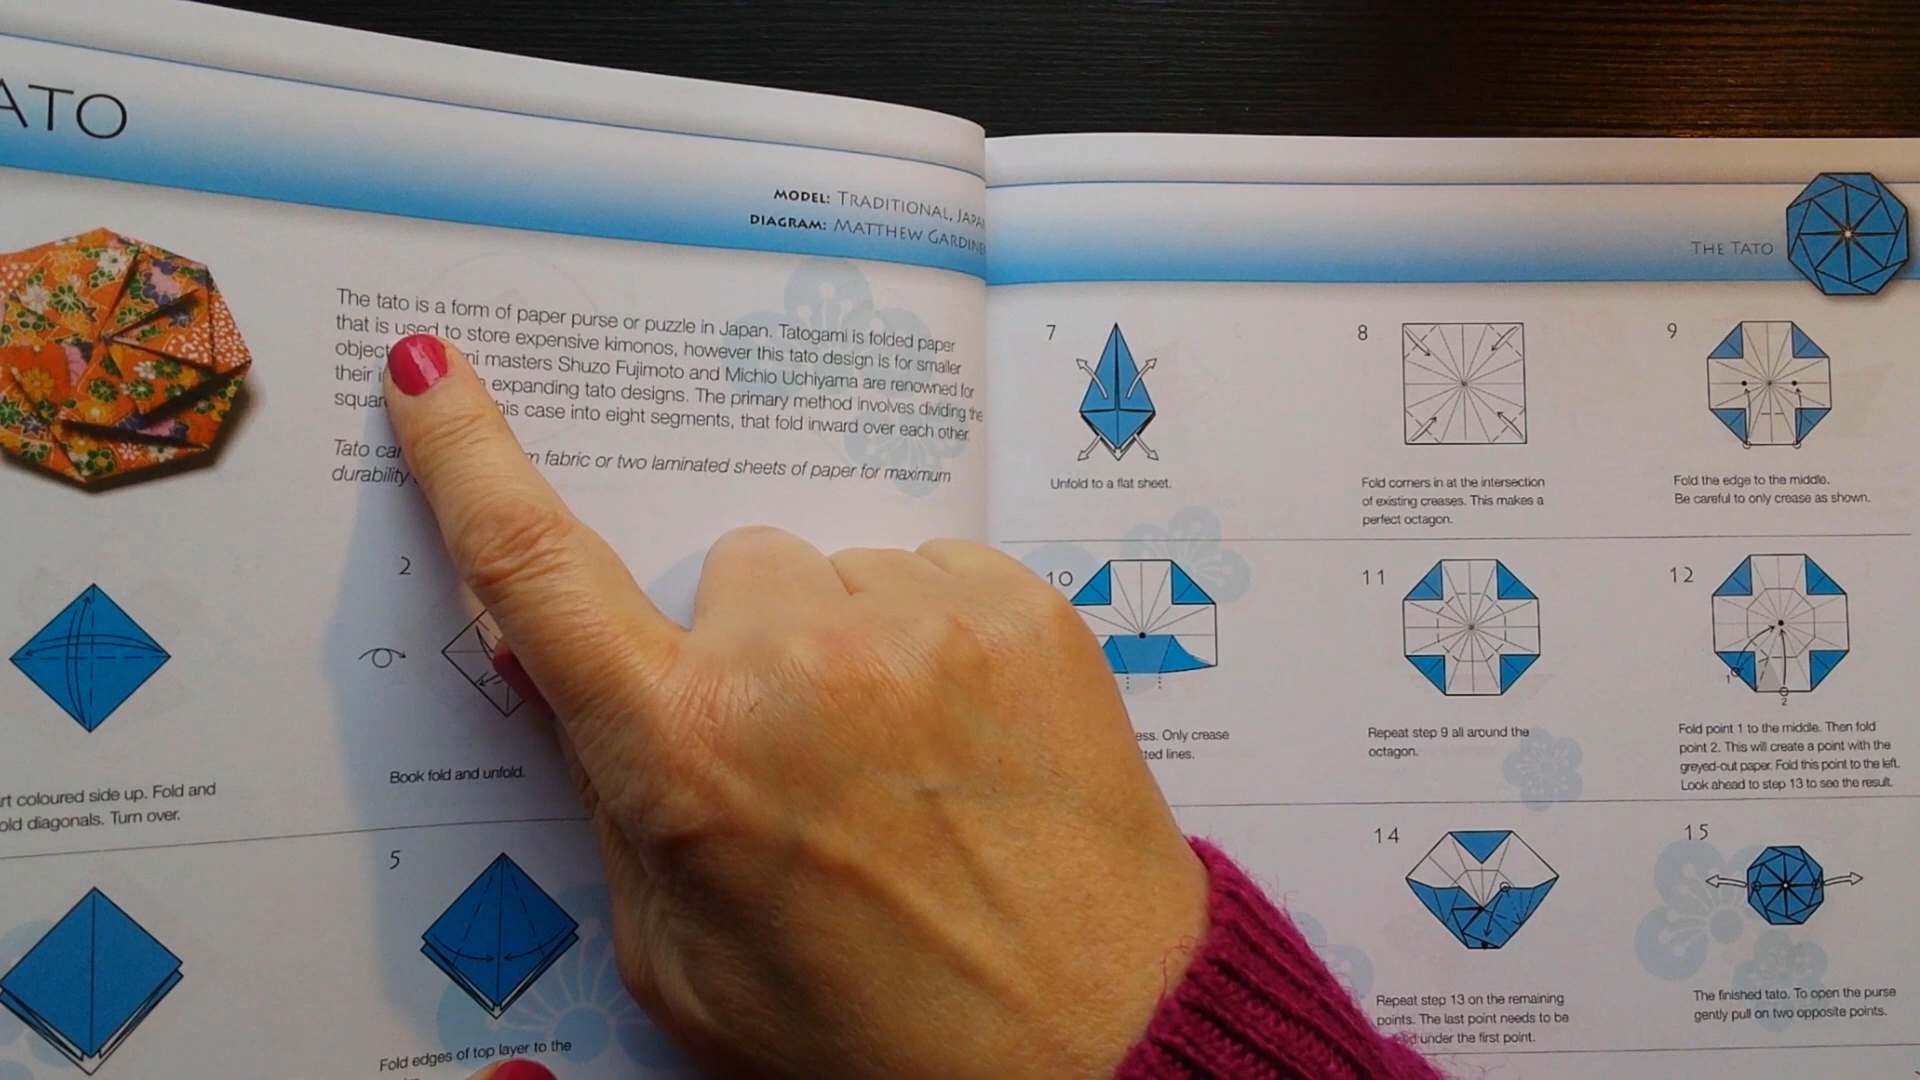 ATO
MODEL: TRADITIONAL, JAPAN
DIAGRAM: MATTHEW GARDINER
The tato is a form of paper purse or puzzle in Japan. Tatogami is folded paper
that is used to store expensive kimonos, however this tato design is for smaller
object ni masters Shuzo Fujimoto and Michio Uchiyama are renowned for
their expanding tato designs. The primary method involves dividing the
squar his case into eight segments, that fold inward over each other.
Tato can fabric or two laminated sheets of paper for maximum
durability
2
Book fold and unfold.
rt coloured side up. Fold and
old diagonals. Turn over.
5
Fold edges of top layer to the
THE TATO
7
Unfold to a flat sheet.
8
Fold corners in at the intersection
of existing creases. This makes a
perfect octagon.
9
Fold the edge to the middle.
Be careful to only crease as shown.
10
ess. Only crease
ted lines.
11
Repeat step 9 all around the
octagon.
12
1
2
Fold point 1 to the middle. Then fold
point 2. This will create a point with the
greyed-out paper. Fold this point to the left.
Look ahead to step 13 to see the result.
14
Repeat step 13 on the remaining
points. The last point needs to be
under the first point.
15
The finished tato. To open the purse
gently pull on two opposite points.